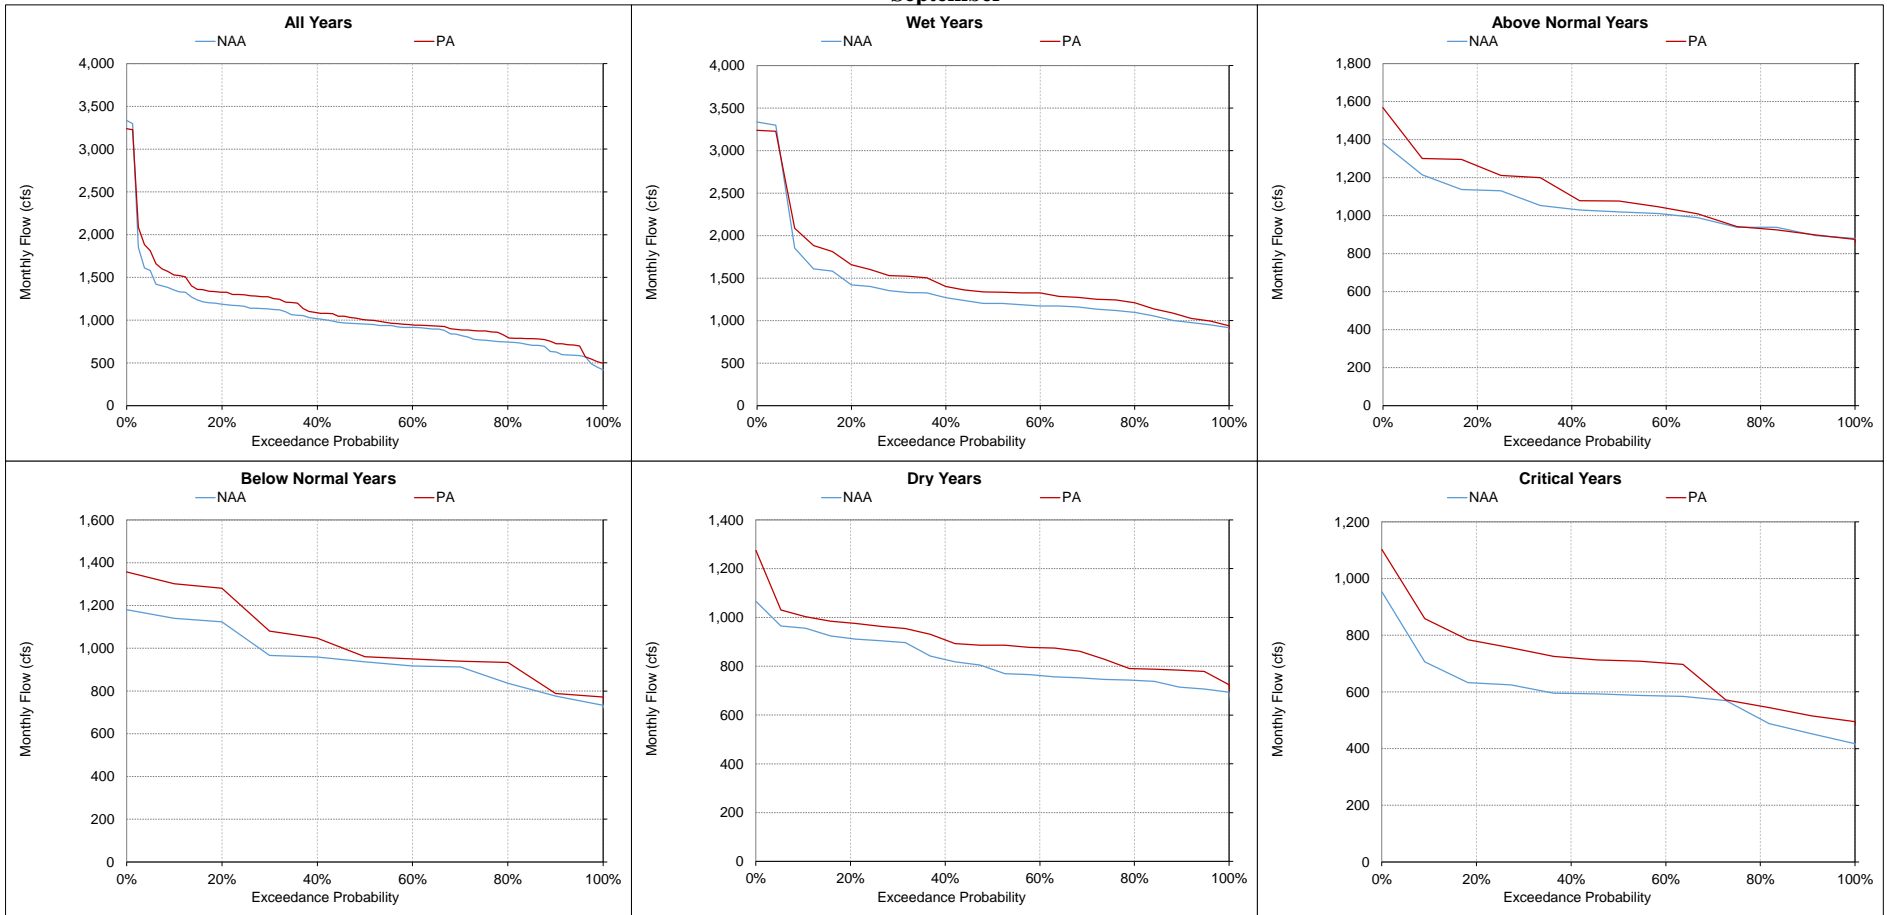 September
All Years
NAA PA
4,000
3,500
3,000
2,500
2,000
1,500
1,000
500
0
Monthly Flow (cfs)
0% 20% 40% 60% 80% 100%
Exceedance Probability
Wet Years
NAA PA
4,000
3,500
3,000
2,500
2,000
1,500
1,000
500
0
Monthly Flow (cfs)
0% 20% 40% 60% 80% 100%
Exceedance Probability
Above Normal Years
NAA PA
1,800
1,600
1,400
1,200
1,000
800
600
400
200
0
Monthly Flow (cfs)
0% 20% 40% 60% 80% 100%
Exceedance Probability
Below Normal Years
NAA PA
1,600
1,400
1,200
1,000
800
600
400
200
0
Monthly Flow (cfs)
0% 20% 40% 60% 80% 100%
Exceedance Probability
Dry Years
NAA PA
1,400
1,200
1,000
800
600
400
200
0
Monthly Flow (cfs)
0% 20% 40% 60% 80% 100%
Exceedance Probability
Critical Years
NAA PA
1,200
1,000
800
600
400
200
0
Monthly Flow (cfs)
0% 20% 40% 60% 80% 100%
Exceedance Probability